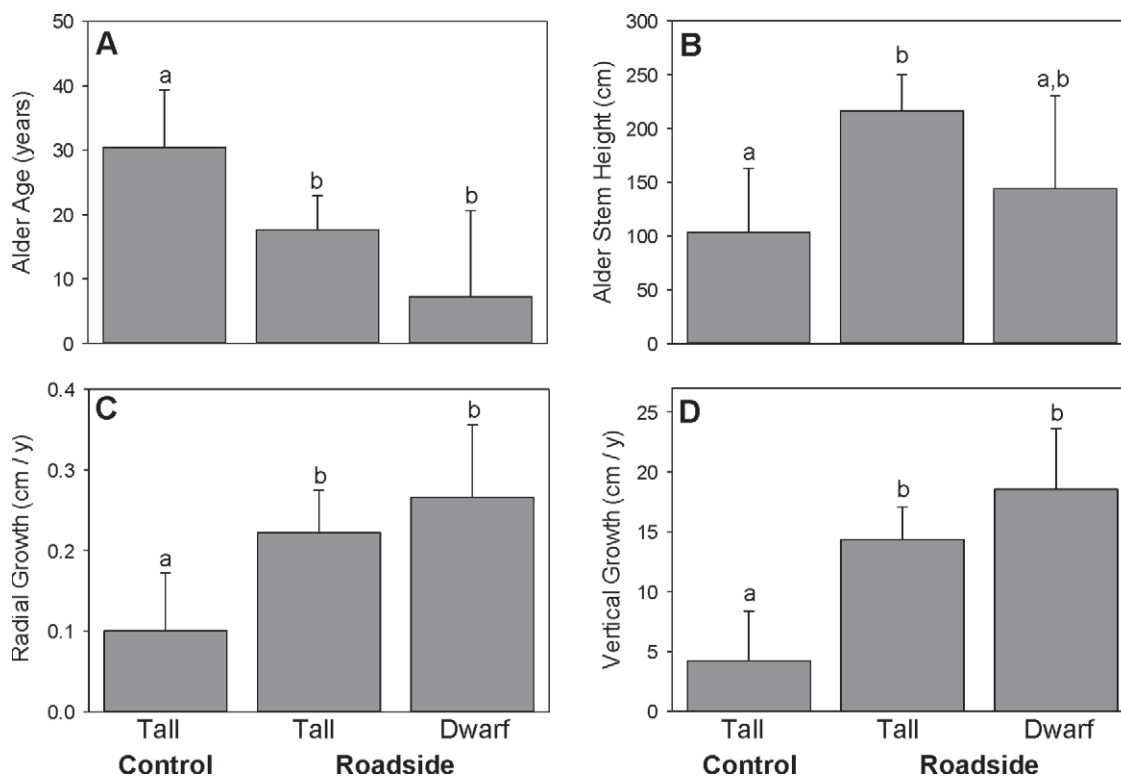 A
Alder Age (years)
50
40
30
20
10
0
a
b
b
B
Alder Stem Height (cm)
300
250
200
150
100
50
0
a
b
a,b
C
Radial Growth (cm / y)
0.4
0.3
0.2
0.1
0.0
a
b
b
Tall Tall Dwarf
Control Roadside
D
Vertical Growth (cm / y)
25
20
15
10
5
0
a
b
b
Tall Tall Dwarf
Control Roadside